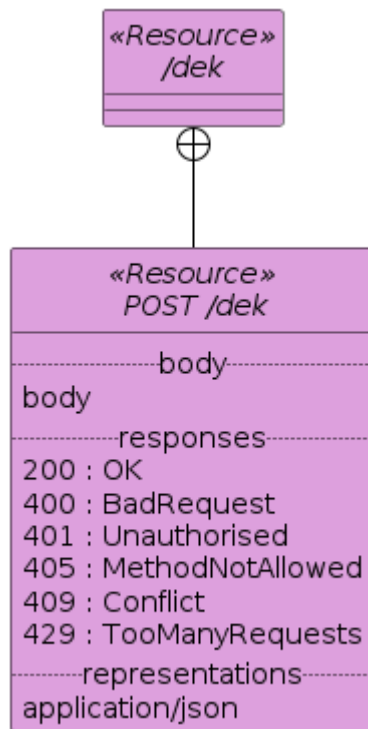 «Resource»
/dek
«Resource»
POST /dek
body
body
responses
200 : OK
400 : BadRequest
401 : Unauthorised
405 : MethodNotAllowed
409 : Conflict
429 : TooManyRequests
representations
application/json